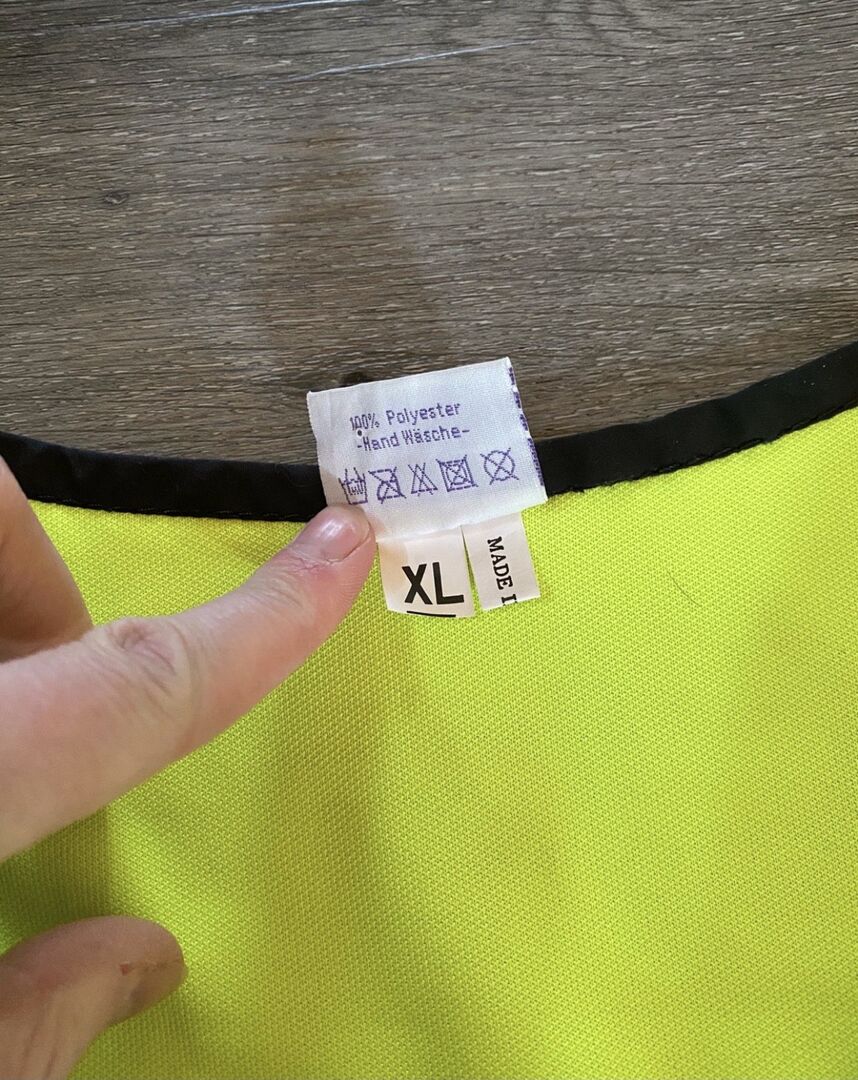 100% Polyester
-Hand Wäsche-
XL
MADE I